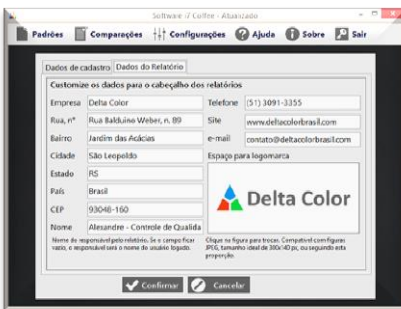 Software i7 Coffee - Atualizado
Padrões Comparações Configurações Ajuda Sobre Sair
Dados de cadastro Dados do Relatório
Customize os dados para o cabeçalho dos relatórios
Empresa Delta Color Telefone (51) 3091-3355
Rua, nº Rua Balduino Weber, n. 89 Site www.deltacolorbrasil.com
Bairro Jardim das Acácias e-mail contato@deltacolorbrasil.com
Cidade São Leopoldo Espaço para logomarca
Estado RS
País Brasil
Delta Color
CEP 93048-160
Nome Alexandre - Controle de Qualida
Nome do responsável pelo relatório. Se o campo ficar Clique na figura para trocar. Compatível com figuras
vazio, o responsável será o nome do usuário logado. JPEG, tamanho ideal de 380x140 px, ou seguindo esta
proporção.
Confirmar Cancelar